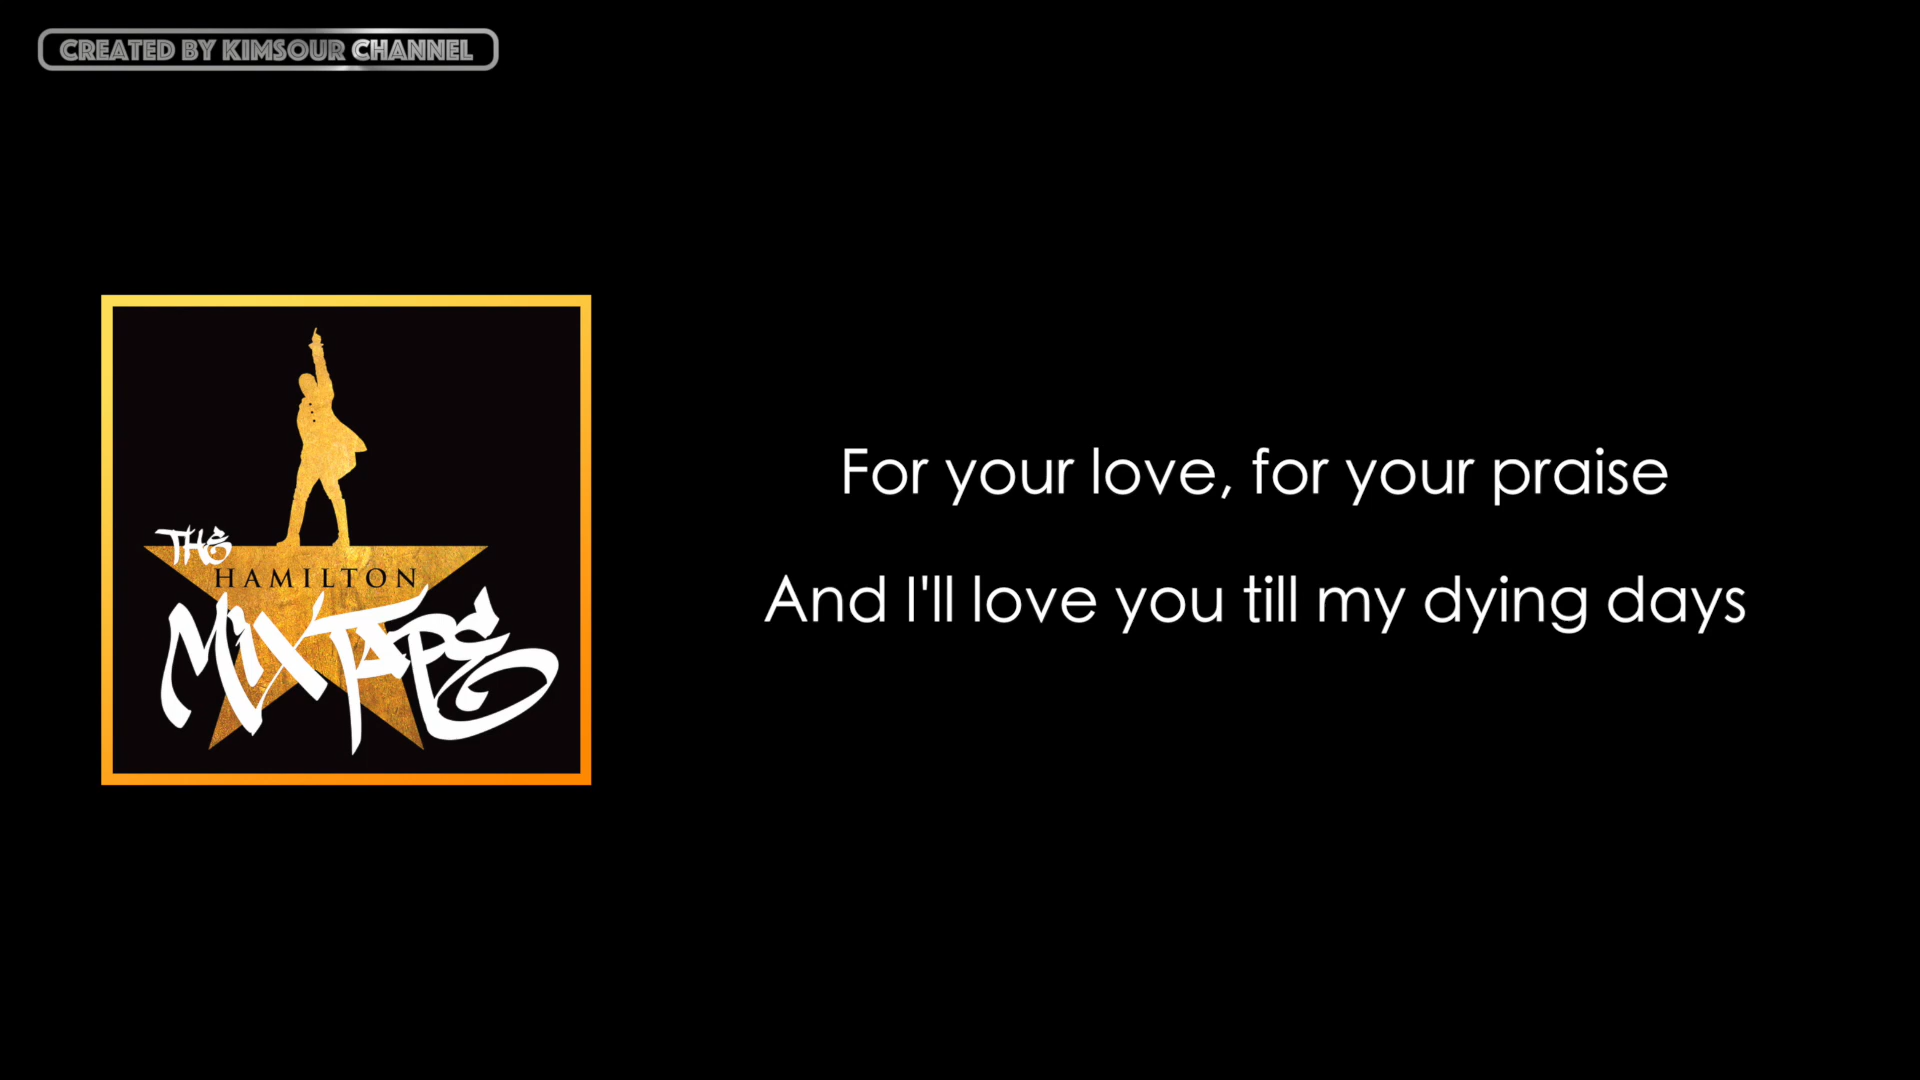 CREATED BY KIMSOUR CHANNEL
THE
HAMILTON
MIXTAPE
For your love, for your praise
And I'll love you till my dying days